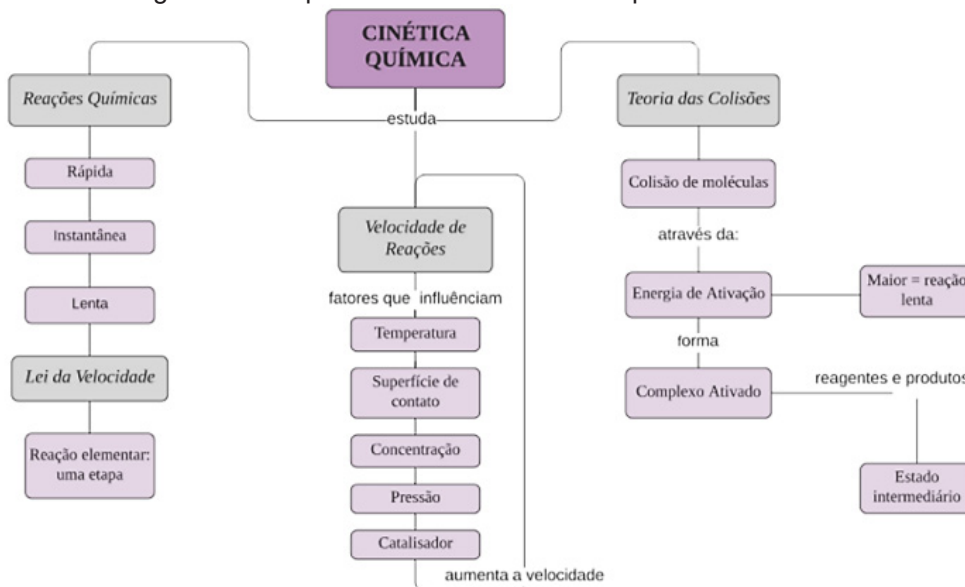 CINÉTICA
QUÍMICA
estuda
Reações Químicas
Rápida
Instantânea
Lenta
Lei da Velocidade
Reação elementar:
uma etapa
Velocidade de
Reações
fatores que influênciam
Temperatura
Superfície de
contato
Concentração
Pressão
Catalisador
aumenta a velocidade
Teoria das Colisões
Colisão de moléculas
através da:
Energia de Ativação
Maior = reação
lenta
forma
Complexo Ativado
reagentes e produtos
Estado
intermediário